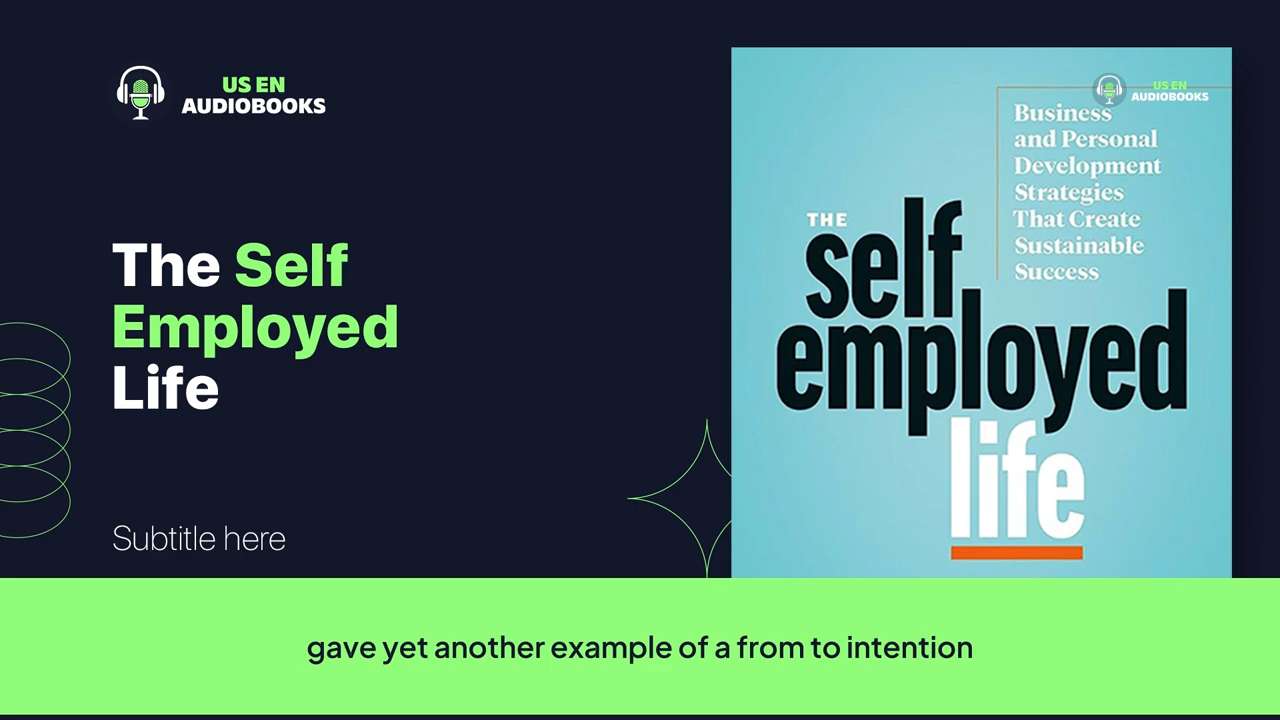 US EN
AUDIOBOOKS
The Self
Employed
Life
Subtitle here
US EN
AUDIOBOOKS
Business
and Personal
Development
Strategies
That Create
Sustainable
Success
THE
self
employed
life
gave yet another example of a from to intention